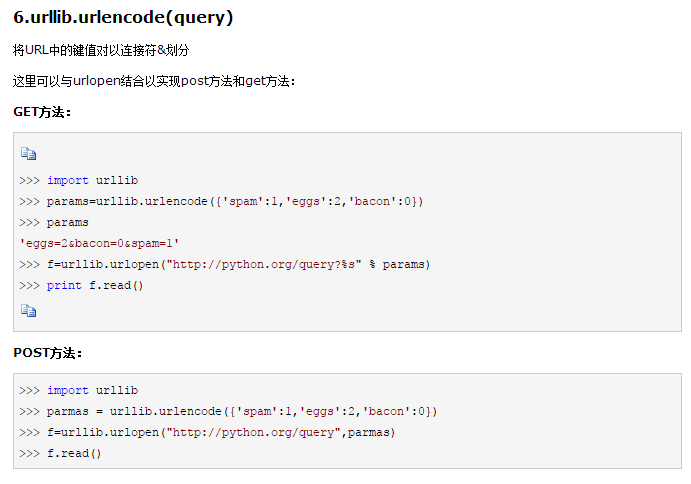 6.urllib.urlencode(query)
将URL中的键值对以连接符&划分
这里可以与urlopen结合以实现post方法和get方法：
GET方法：
>>> import urllib
>>> params=urllib.urlencode({'spam':1,'eggs':2,'bacon':0})
>>> params
'eggs=2&bacon=0&spam=1'
>>> f=urllib.urlopen("http://python.org/query?%s" % params)
>>> print f.read()
POST方法：
>>> import urllib
>>> parmas = urllib.urlencode({'spam':1,'eggs':2,'bacon':0})
>>> f=urllib.urlopen("http://python.org/query",parmas)
>>> f.read()